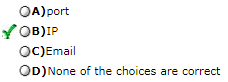 A)port
B)IP
C)Email
D)None of the choices are correct